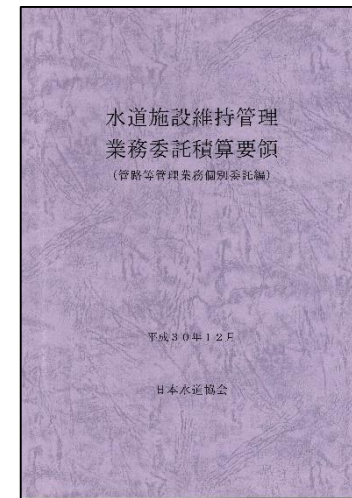 水道施設維持管理
業務委託積算要領
(管路等管理業務個別委託編)
平成30年12月
日本水道協会